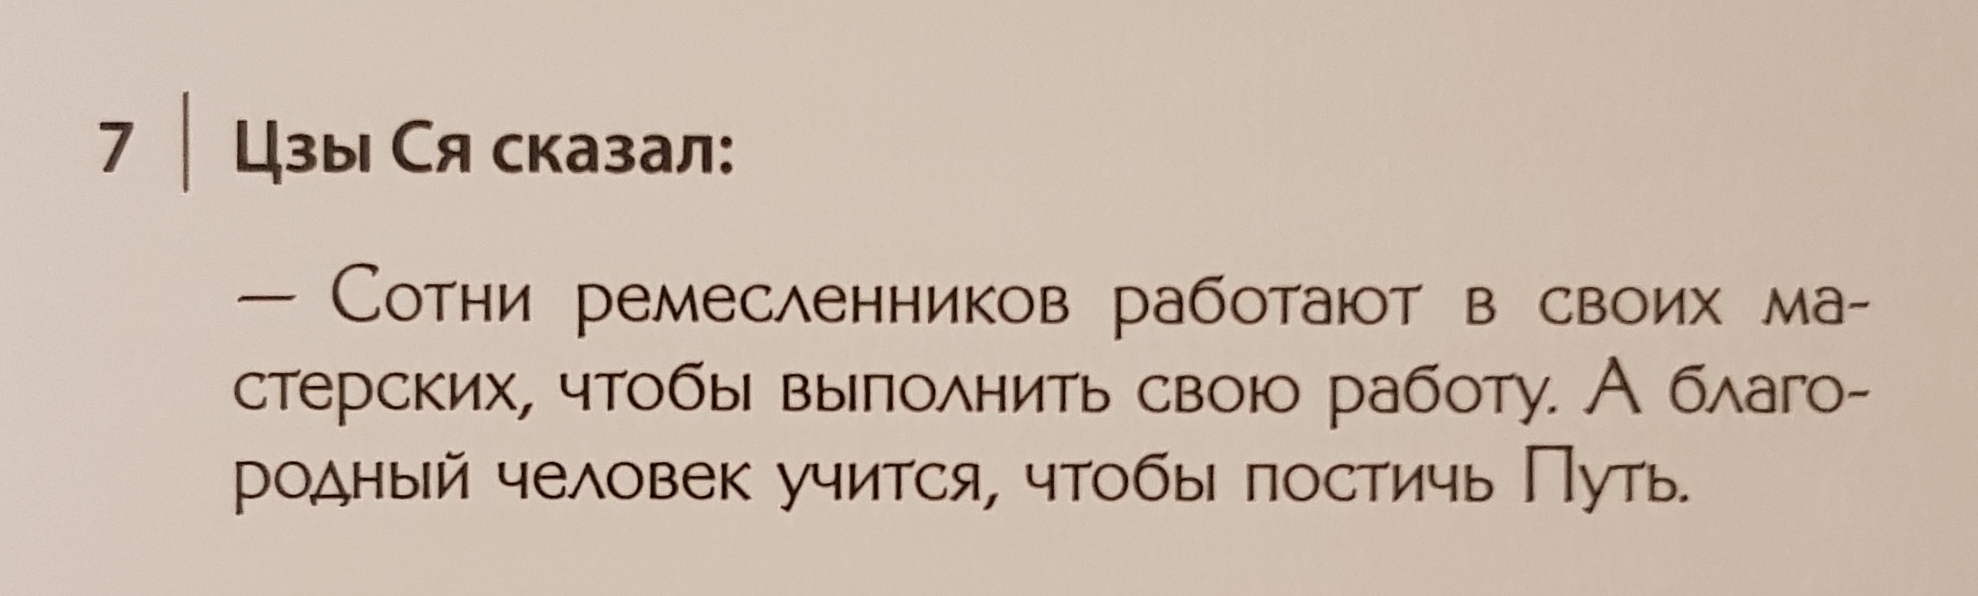 7 | Цзы Ся сказал:
— Сотни ремесленников работают в своих ма-
стерских, чтобы выполнить свою работу. А благо-
родный человек учится, чтобы постичь Путь.